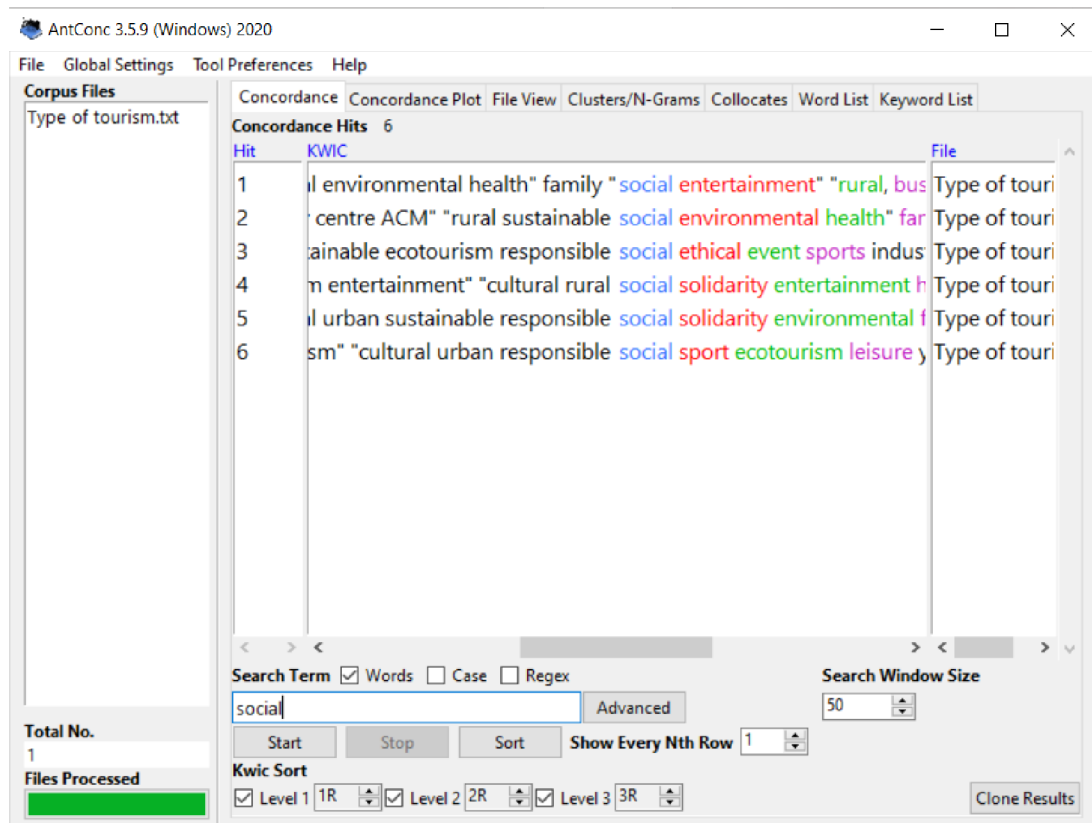 AntConc 3.5.9 (Windows) 2020
File Global Settings Tool Preferences Help
Corpus Files
Type of tourism.txt
Concordance Concordance Plot File View Clusters/N-Grams Collocates Word List Keyword List
Concordance Hits 6
Hit KWIC File
1 l environmental health" family "social entertainment" "rural, bus Type of touri
2 centre ACM" "rural sustainable social environmental health" far Type of touri
3 ainable ecotourism responsible social ethical event sports indus Type of touri
4 entertainment" "cultural rural social solidarity entertainment h Type of touri
5 l urban sustainable responsible social solidarity environmental f Type of touri
6 sm" "cultural urban responsible social sport ecotourism leisure y Type of touri
Search Term Words Case Regex Search Window Size
social Advanced 50
Start Stop Sort Show Every Nth Row 1
Kwic Sort
Level 1 1R Level 2 2R Level 3 3R Clone Results
Total No.
1
Files Processed